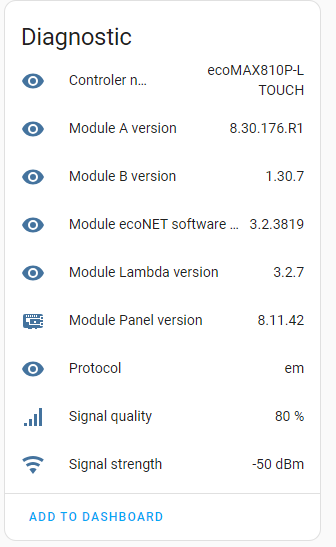 Diagnostic
Controler n...
ecoMAX810P-L
TOUCH
Module A version 8.30.176.R1
Module B version 1.30.7
Module ecoNET software ... 3.2.3819
Module Lambda version 3.2.7
Module Panel version 8.11.42
Protocol em
Signal quality 80 %
Signal strength -50 dBm
ADD TO DASHBOARD